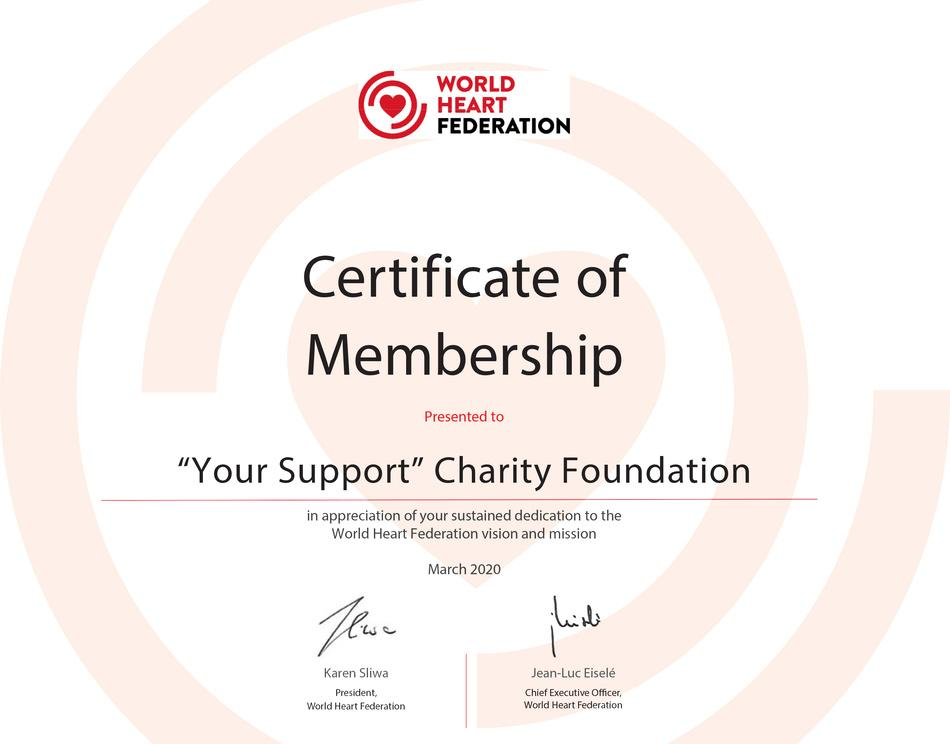 WORLD
HEART
FEDERATION
Certificate of
Membership
Presented to
“Your Support” Charity Foundation
in appreciation of your sustained dedication to the
World Heart Federation vision and mission
March 2020
Karen Sliwa
President,
World Heart Federation
Jean-Luc Eiselé
Chief Executive Officer,
World Heart Federation